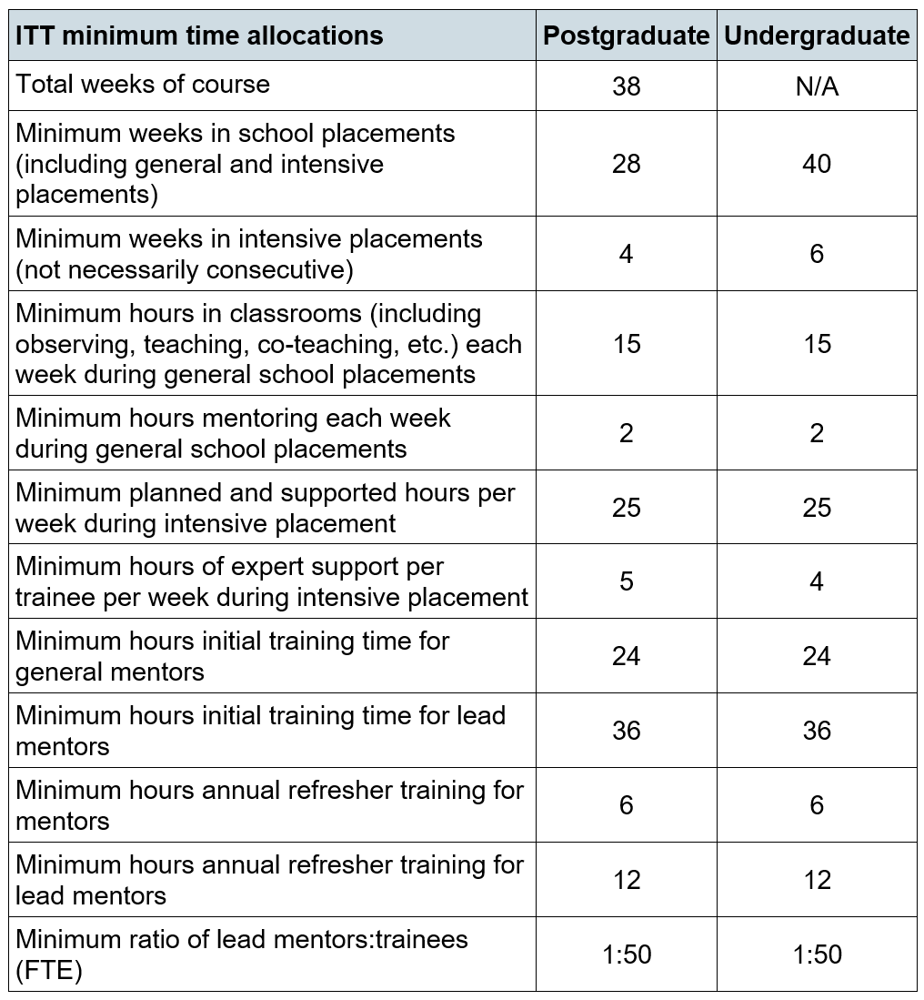 ITT minimum time allocations Postgraduate Undergraduate
Total weeks of course 38 N/A
Minimum weeks in school placements
(including general and intensive 28 40
placements)
Minimum weeks in intensive placements
(not necessarily consecutive) 4 6
Minimum hours in classrooms (including
observing, teaching, co-teaching, etc.) each 15 15
week during general school placements
Minimum hours mentoring each week
during general school placements 2 2
Minimum planned and supported hours per
week during intensive placement 25 25
Minimum hours of expert support per
trainee per week during intensive placement 5 4
Minimum hours initial training time for
general mentors 24 24
Minimum hours initial training time for lead
mentors 36 36
Minimum hours annual refresher training for
mentors 6 6
Minimum hours annual refresher training for
lead mentors 12 12
Minimum ratio of lead mentors:trainees
(FTE) 1:50 1:50